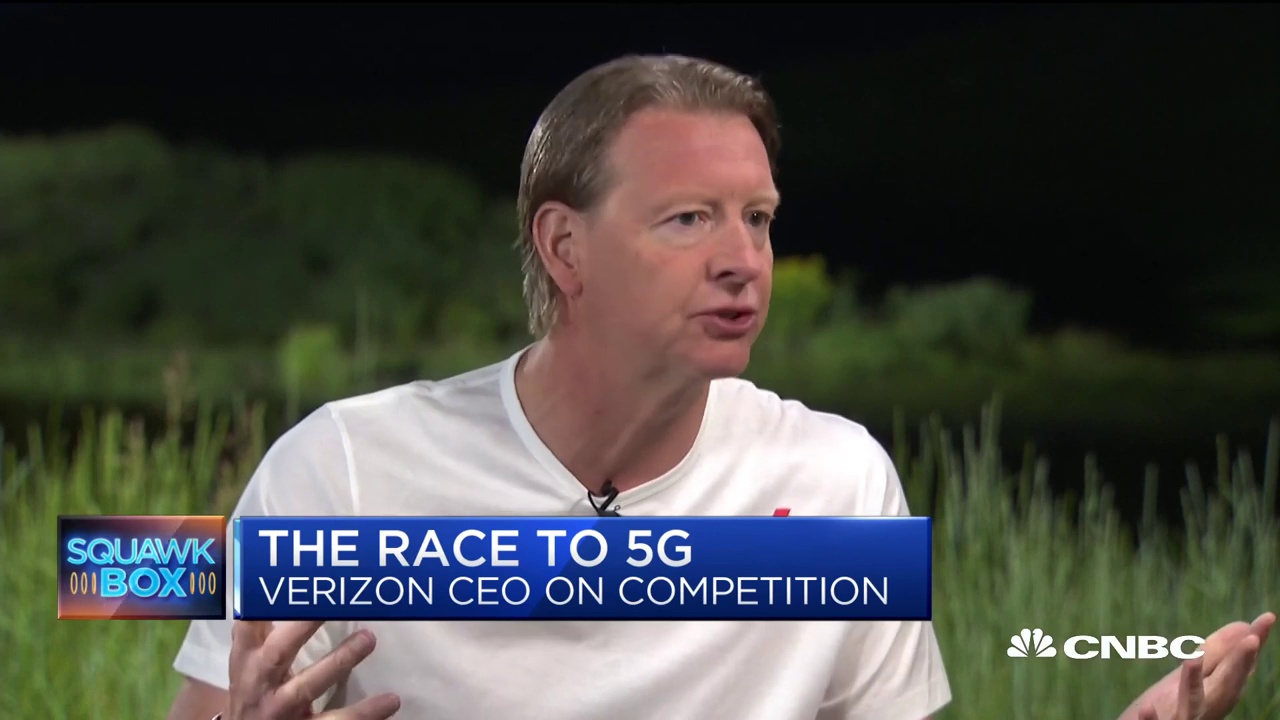 SQUAWK
BOX
THE RACE TO 5G
VERIZON CEO ON COMPETITION
CNBC